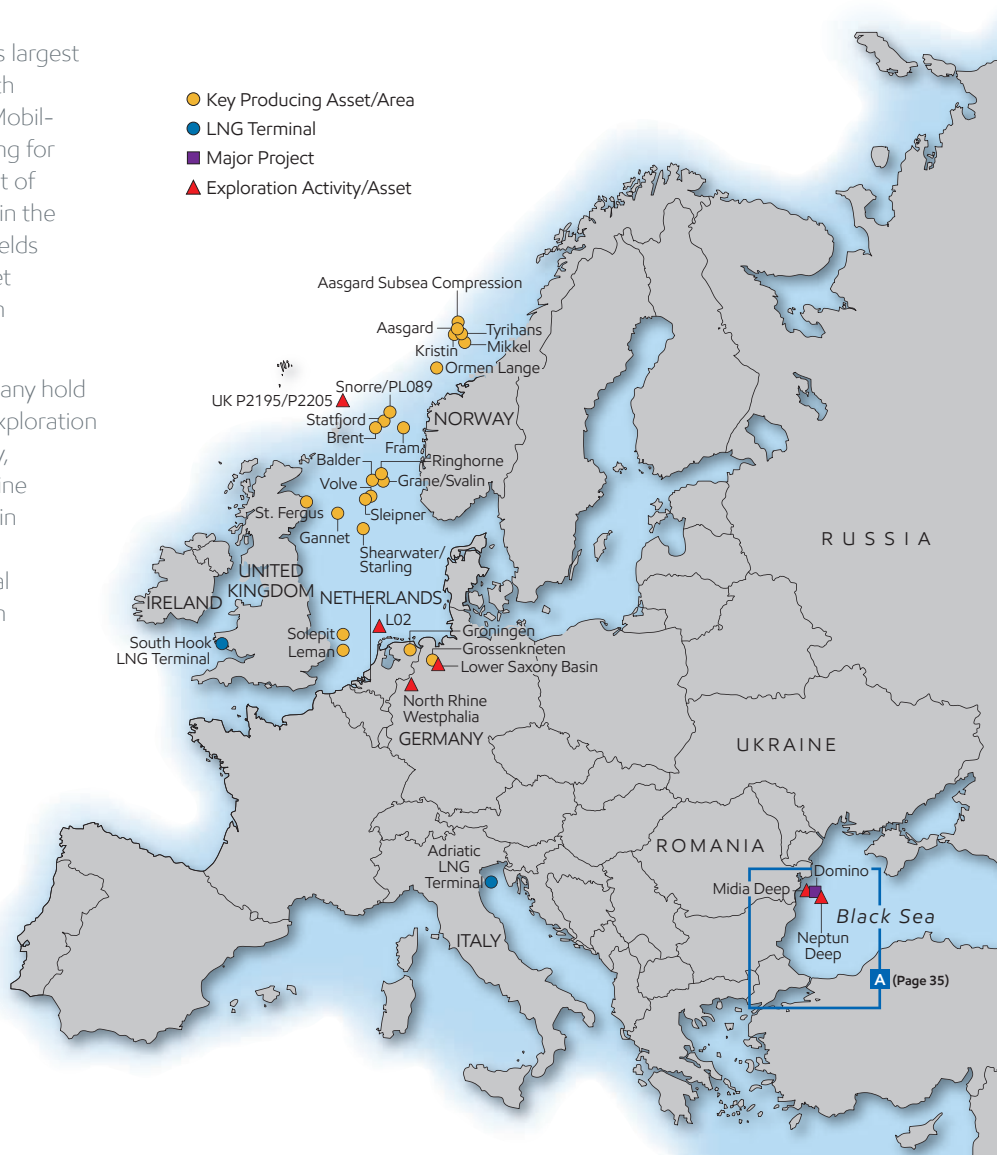 s largest
th
Mobil-
ng for
t of
in the
elds
et
n
any hold
xploration
y,
ine
in
al
n
Key Producing Asset/Area
LNG Terminal
Major Project
Exploration Activity/Asset
Aasgard Subsea Compression
Aasgard
Tyrihans
Kristin
Mikkel
Ormen Lange
Snorre/PL089
UK P2195/P2205
Statfjord
NORWAY
Brent
Fram
Balder
Ringhorne
Volve
Grane/Svalin
St. Fergus
Sleipner
Gannet
Shearwater/
Starling
RUSSIA
UNITED
KINGDOM
IRELAND
NETHERLANDS
L02
South Hook
LNG Terminal
Solepit
Leman
Groningen
Grossenkneten
Lower Saxony Basin
North Rhine
Westphalia
GERMANY
UKRAINE
ROMANIA
Adriatic
LNG
Terminal
Domino
Midia Deep
Black Sea
Neptun
Deep
ITALY
A (Page 35)